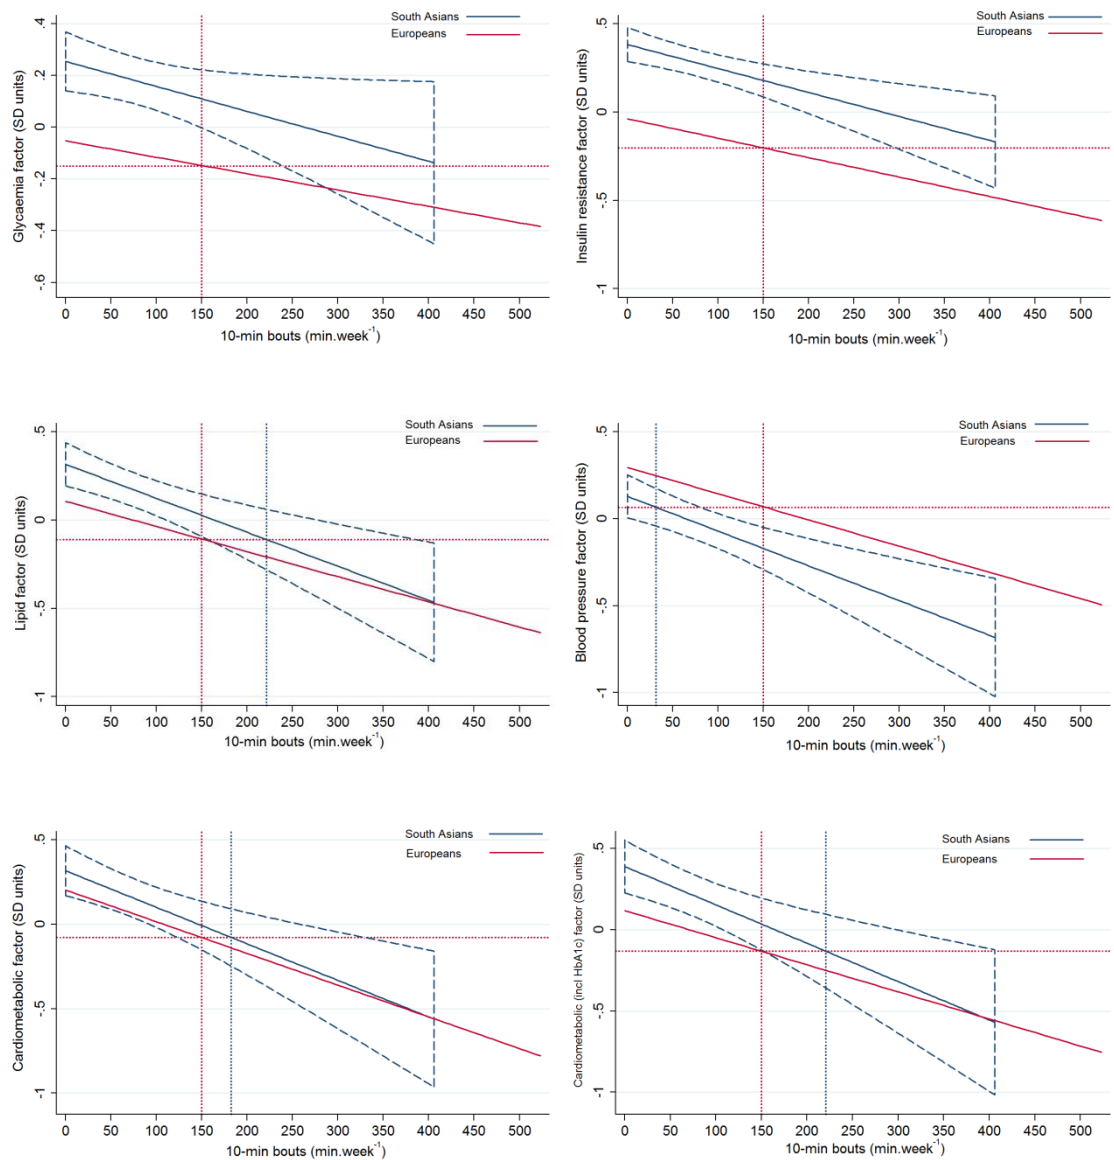 South Asians
Europeans
Glycaemia factor (SD units)
.4
.2
0
-.2
-.4
-.6
0 50 100 150 200 250 300 350 400 450 500
10-min bouts (min.week-1)
South Asians
Europeans
Insulin resistance factor (SD units)
.5
0
-.5
-1
0 50 100 150 200 250 300 350 400 450 500
10-min bouts (min.week-1)
South Asians
Europeans
Lipid factor (SD units)
.5
0
-.5
-1
0 50 100 150 200 250 300 350 400 450 500
10-min bouts (min.week-1)
South Asians
Europeans
Blood pressure factor (SD units)
.5
0
-.5
-1
0 50 100 150 200 250 300 350 400 450 500
10-min bouts (min.week-1)
South Asians
Europeans
Cardiometabolic factor (SD units)
.5
0
-.5
-1
0 50 100 150 200 250 300 350 400 450 500
10-min bouts (min.week-1)
South Asians
Europeans
Cardiometabolic (incl HbA1c) factor (SD units)
.5
0
-.5
-1
0 50 100 150 200 250 300 350 400 450 500
10-min bouts (min.week-1)